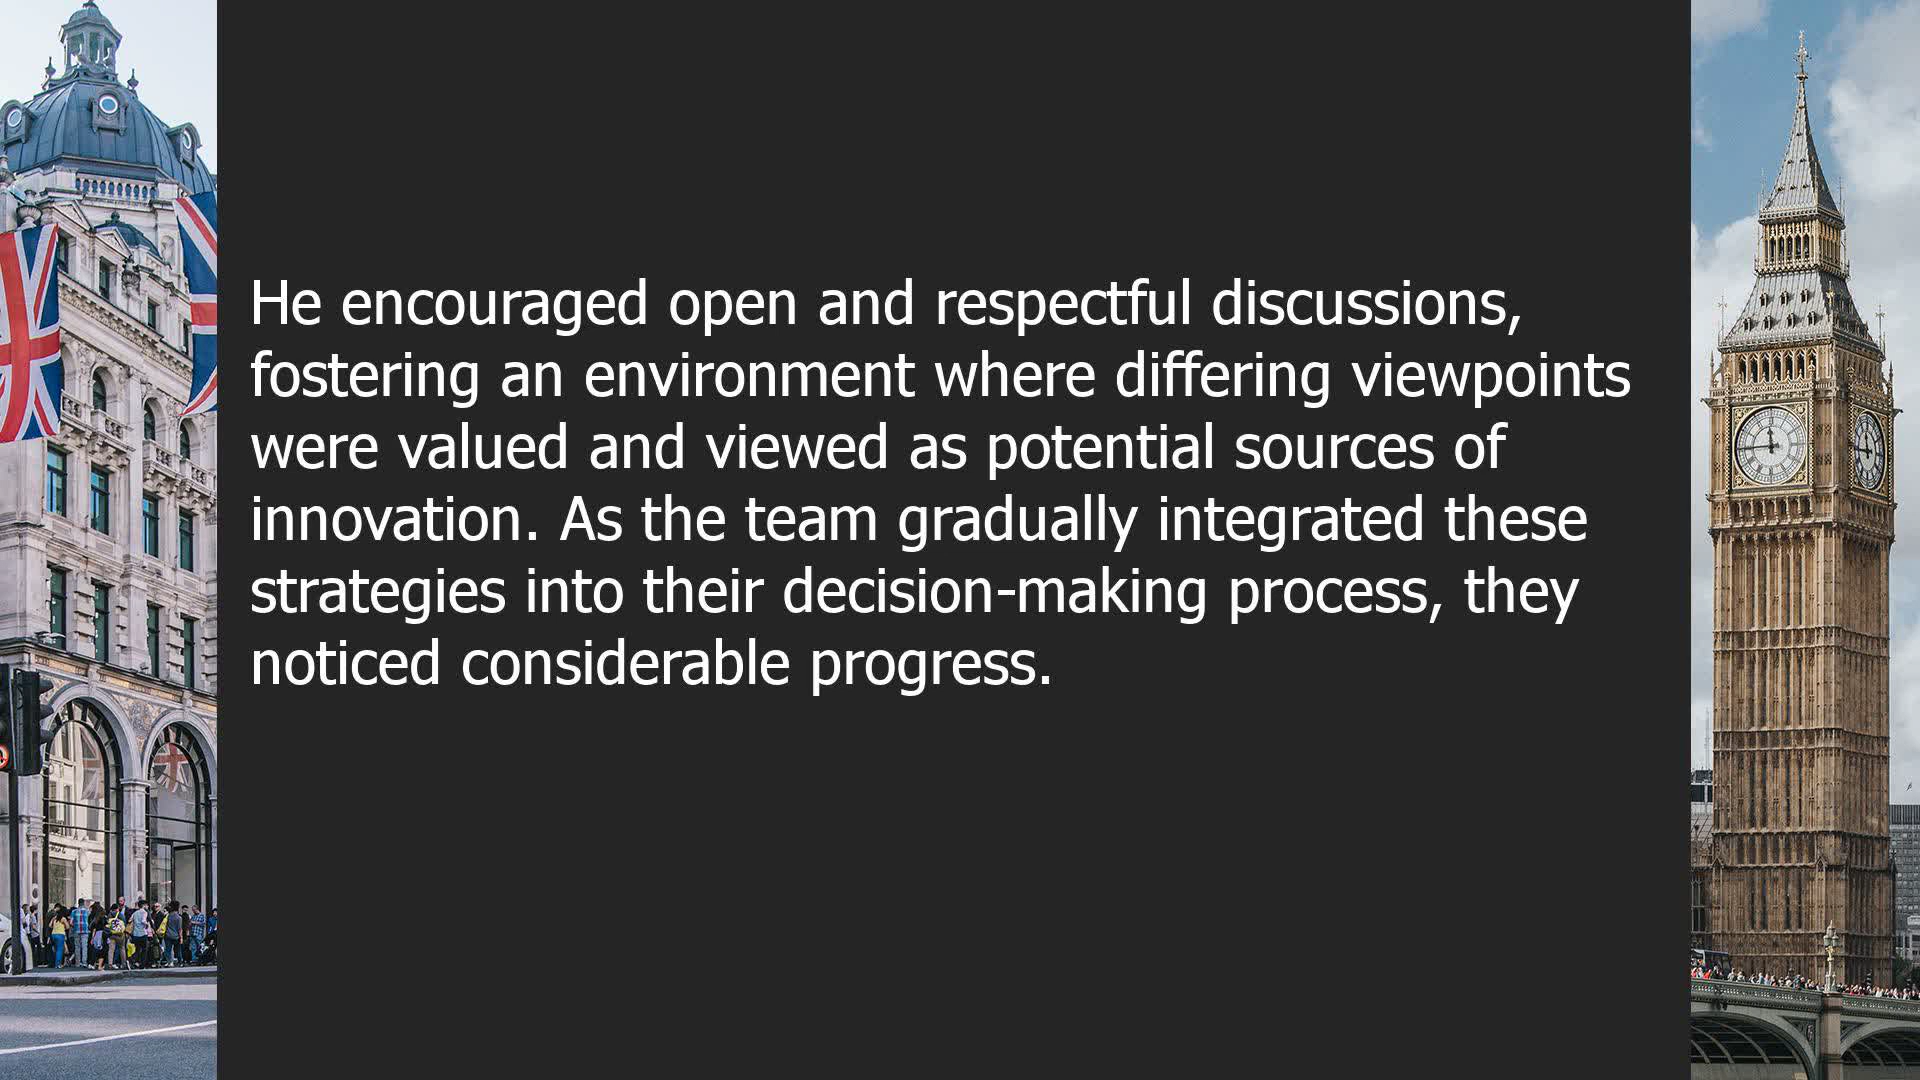 He encouraged open and respectful discussions,
fostering an environment where differing viewpoints
were valued and viewed as potential sources of
innovation. As the team gradually integrated these
strategies into their decision-making process, they
noticed considerable progress.